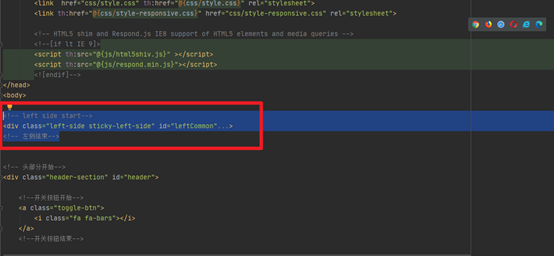 <link href="css/style.css" th:href="@{css/style.css}" rel="stylesheet">
<link th:href="@{css/style-responsive.css}" href="css/style-responsive.css" rel="stylesheet">
<!-- HTML5 shim and Respond.js IE8 support of HTML5 elements and media queries -->
<!--[if lt IE 9]>
<script th:src="@{js/html5shiv.js}" ></script>
<script th:src="@{js/respond.min.js}"></script>
<![endif]-->
</head>
<body>
<!-- left side start-->
<div class="left-side sticky-left-side" id="leftCommon"...>
<!-- 左侧结束-->
<!-- 头部分开始-->
<div class="header-section" id="header">
<!--开关按钮开始-->
<a class="toggle-btn">
<i class="fa fa-bars"></i>
</a>
<!--开关按钮结束-->